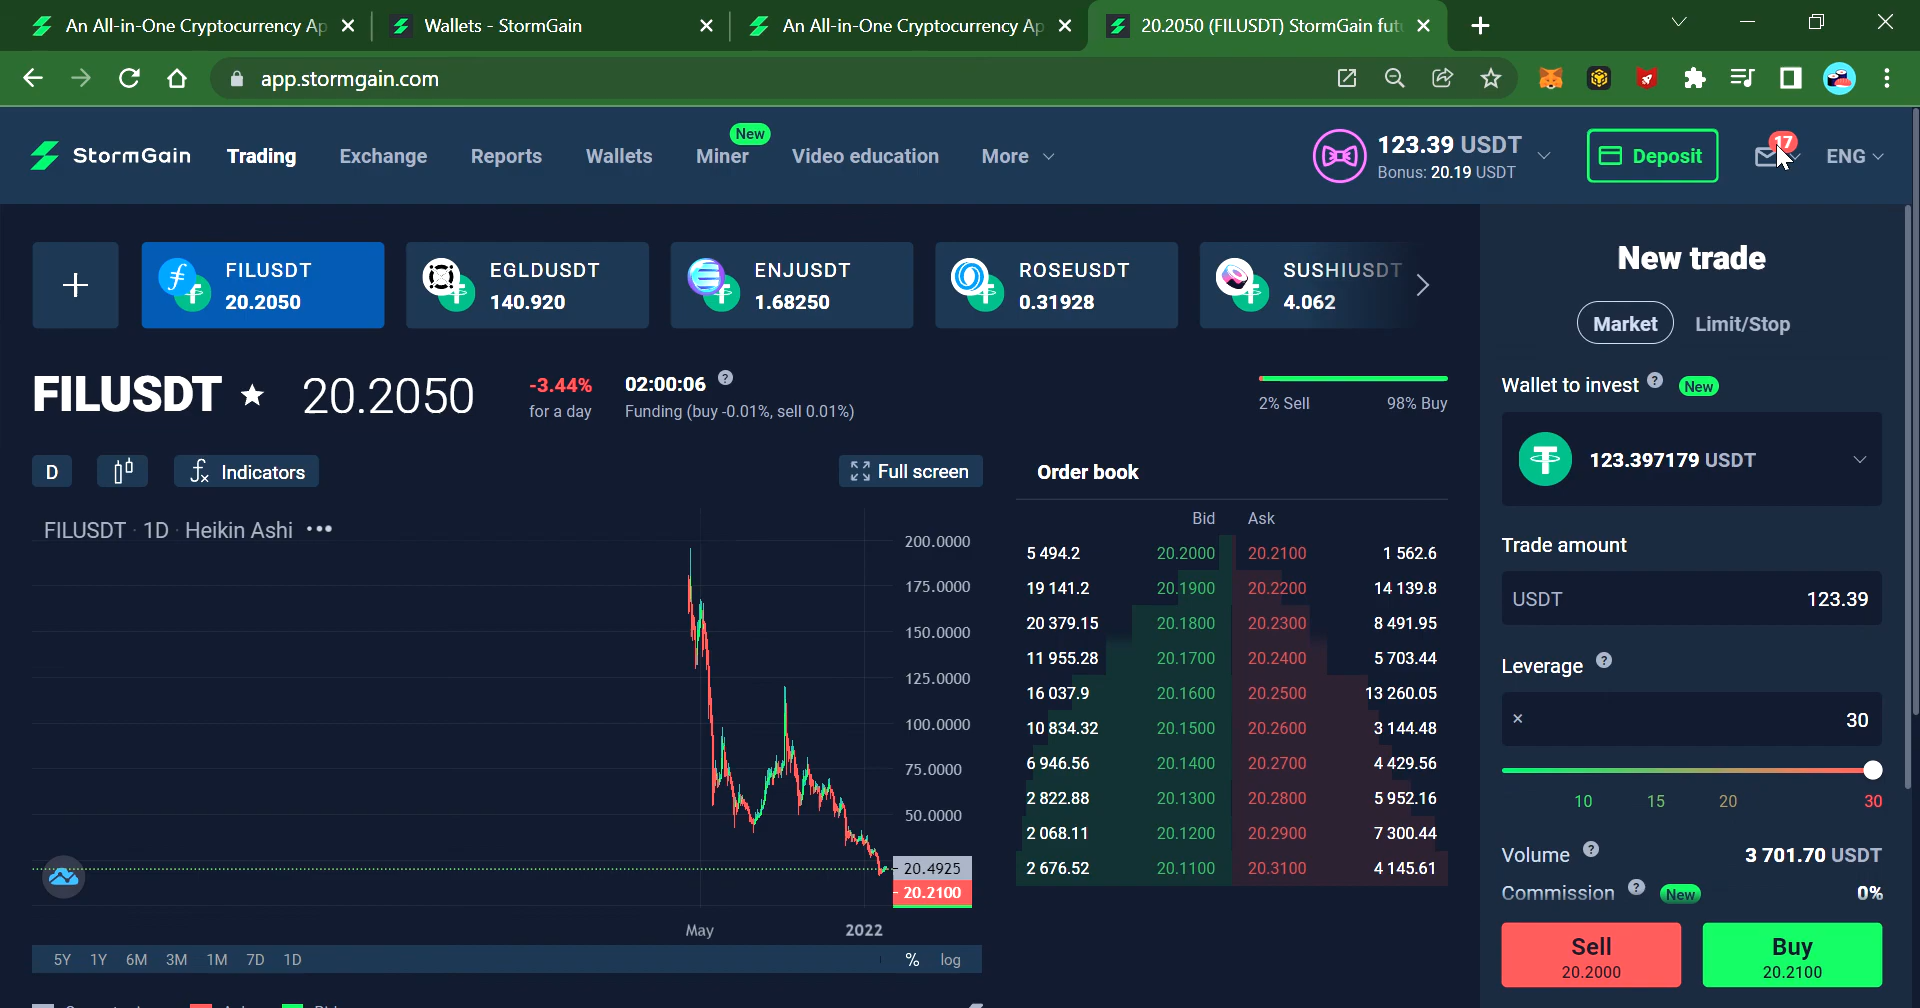 An All-in-One Cryptocurrency Ap
Wallets - StormGain
An All-in-One Cryptocurrency Ap
20.2050 (FILUSDT) StormGain fut
app.stormgain.com
StormGain
Trading
Exchange
Reports
Wallets
New
Miner
Video education
More
123.39 USDT
Bonus: 20.19 USDT
Deposit
17
ENG
+
FILUSDT
20.2050
EGLDUSDT
140.920
ENJUSDT
1.68250
ROSEUSDT
0.31928
SUSHIUSDT
4.062
FILUSDT 20.2050
-3.44%
for a day
02:00:06
Funding (buy -0.01%, sell 0.01%)
2% Sell 98% Buy
D
Indicators
Full screen
FILUSDT · 1D · Heikin Ashi
200.0000
175.0000
150.0000
125.0000
100.0000
75.0000
50.0000
20.4925
20.2100
May 2022
5Y 1Y 6M 3M 1M 7D 1D
% log
Order book
Bid Ask
5 494.2 20.2000 20.2100 1 562.6
19 141.2 20.1900 20.2200 14 139.8
20 379.15 20.1800 20.2300 8 491.95
11 955.28 20.1700 20.2400 5 703.44
16 037.9 20.1600 20.2500 13 260.05
10 834.32 20.1500 20.2600 3 144.48
6 946.56 20.1400 20.2700 4 429.56
2 822.88 20.1300 20.2800 5 952.16
2 068.11 20.1200 20.2900 7 300.44
2 676.52 20.1100 20.3100 4 145.61
New trade
Market Limit/Stop
Wallet to invest ? New
123.397179 USDT
Trade amount
USDT 123.39
Leverage ?
× 30
10 15 20 30
Volume ? 3 701.70 USDT
Commission ? New 0%
Sell
20.2000
Buy
20.2100